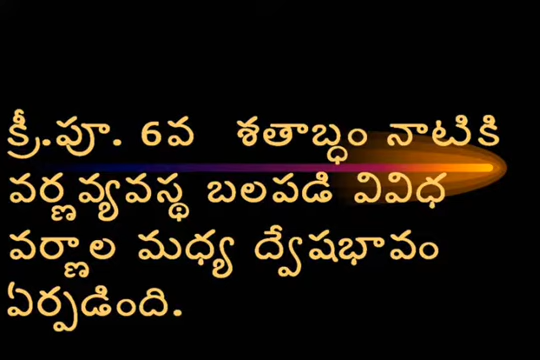 క్రీ.పూ. 6వ శతాబ్ధం నాటికి
వర్ణవ్యవస్థ బలపడి వివిధ
వర్ణాల మధ్య ద్వేషభావం
ఏర్పడింది.